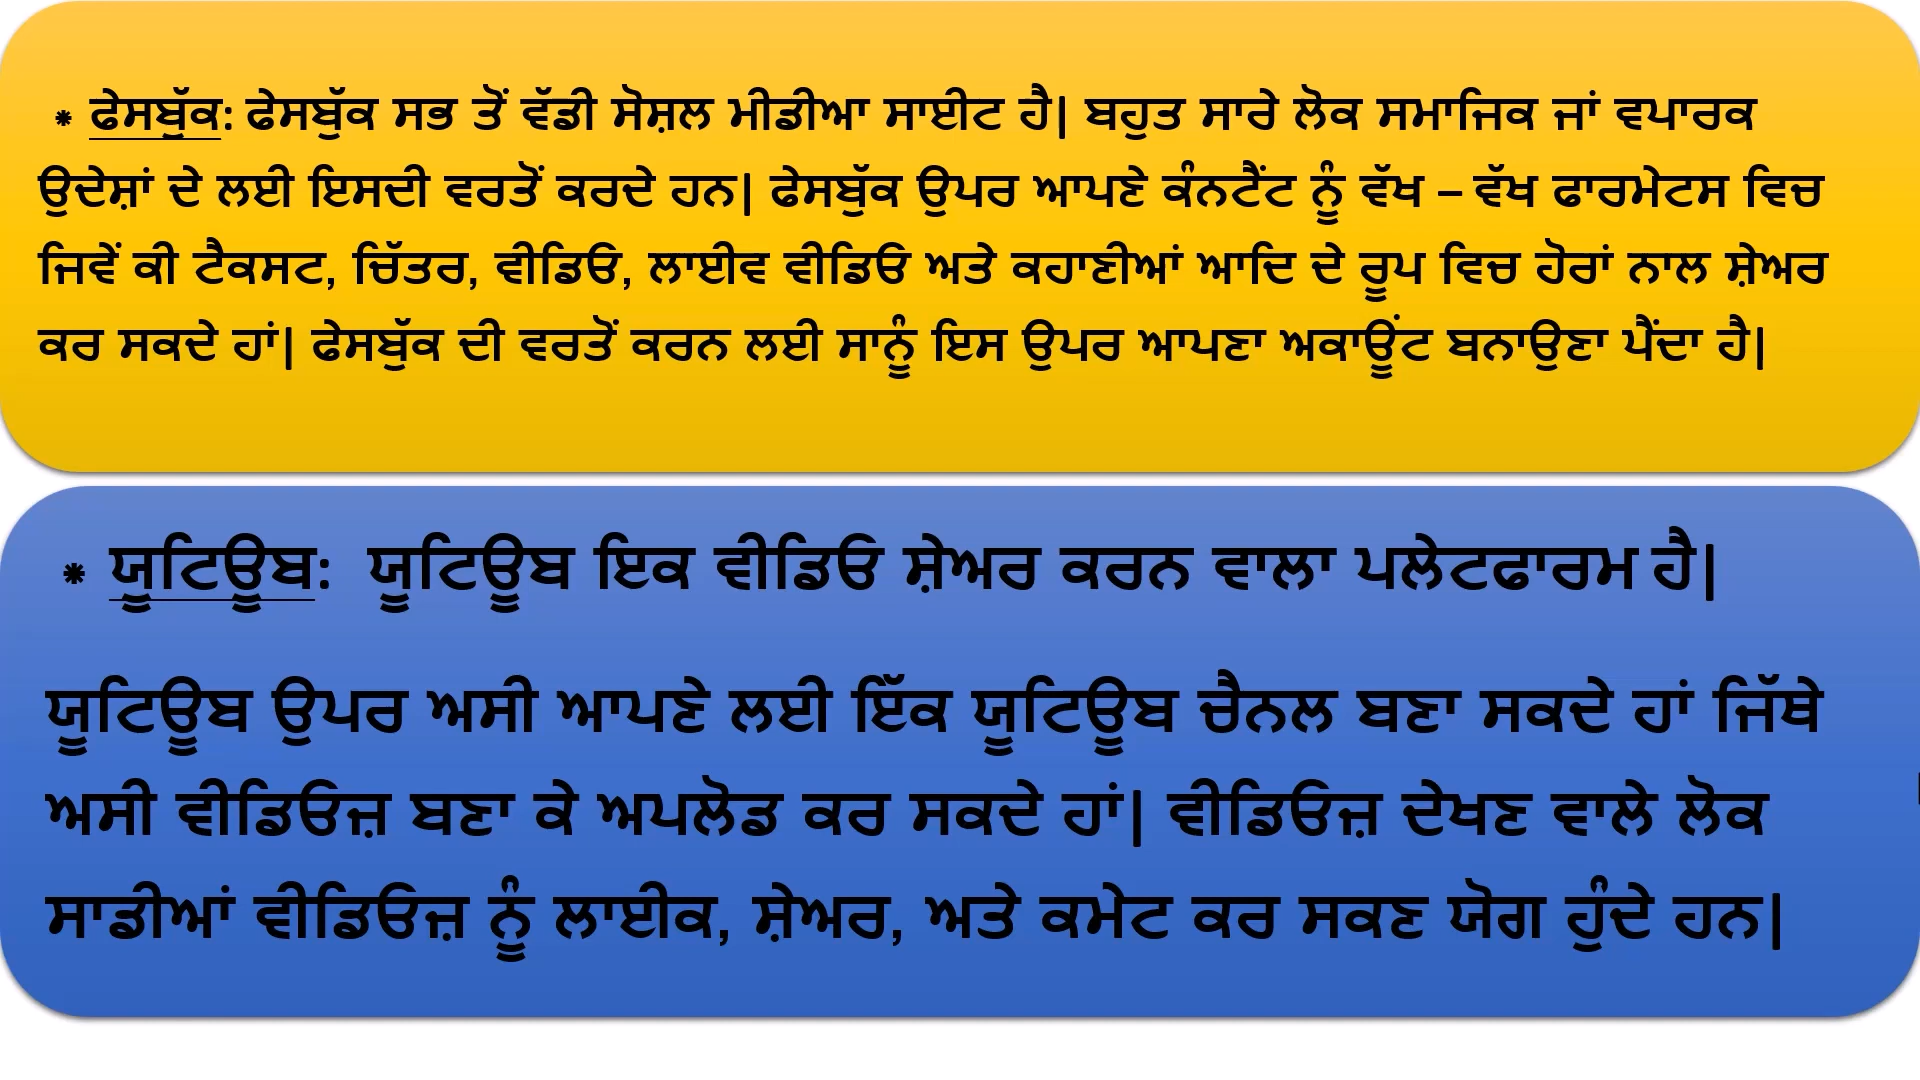 * ਫੇਸਬੁੱਕ: ਫੇਸਬੁੱਕ ਸਭ ਤੋਂ ਵੱਡੀ ਸੋਸ਼ਲ ਮੀਡੀਆ ਸਾਈਟ ਹੈ| ਬਹੁਤ ਸਾਰੇ ਲੋਕ ਸਮਾਜਿਕ ਜਾਂ ਵਪਾਰਕ
ਉਦੇਸ਼ਾਂ ਦੇ ਲਈ ਇਸਦੀ ਵਰਤੋਂ ਕਰਦੇ ਹਨ| ਫੇਸਬੁੱਕ ਉਪਰ ਆਪਣੇ ਕੰਨਟੈਂਟ ਨੂੰ ਵੱਖ – ਵੱਖ ਫਾਰਮੇਟਸ ਵਿਚ
ਜਿਵੇਂ ਕੀ ਟੈਕਸਟ, ਚਿੱਤਰ, ਵੀਡਿਓ, ਲਾਈਵ ਵੀਡਿਓ ਅਤੇ ਕਹਾਣੀਆਂ ਆਦਿ ਦੇ ਰੂਪ ਵਿਚ ਹੋਰਾਂ ਨਾਲ ਸ਼ੇਅਰ
ਕਰ ਸਕਦੇ ਹਾਂ| ਫੇਸਬੁੱਕ ਦੀ ਵਰਤੋਂ ਕਰਨ ਲਈ ਸਾਨੂੰ ਇਸ ਉਪਰ ਆਪਣਾ ਅਕਾਊਂਟ ਬਨਾਉਣਾ ਪੈਂਦਾ ਹੈ|
* ਯੂਟਿਊਬ: ਯੂਟਿਊਬ ਇਕ ਵੀਡਿਓ ਸ਼ੇਅਰ ਕਰਨ ਵਾਲਾ ਪਲੇਟਫਾਰਮ ਹੈ|
ਯੂਟਿਊਬ ਉਪਰ ਅਸੀ ਆਪਣੇ ਲਈ ਇੱਕ ਯੂਟਿਊਬ ਚੈਨਲ ਬਣਾ ਸਕਦੇ ਹਾਂ ਜਿੱਥੇ
ਅਸੀ ਵੀਡਿਓਜ਼ ਬਣਾ ਕੇ ਅਪਲੋਡ ਕਰ ਸਕਦੇ ਹਾਂ| ਵੀਡਿਓਜ਼ ਦੇਖਣ ਵਾਲੇ ਲੋਕ
ਸਾਡੀਆਂ ਵੀਡਿਓਜ਼ ਨੂੰ ਲਾਈਕ, ਸ਼ੇਅਰ, ਅਤੇ ਕਮੇਟ ਕਰ ਸਕਣ ਯੋਗ ਹੁੰਦੇ ਹਨ|